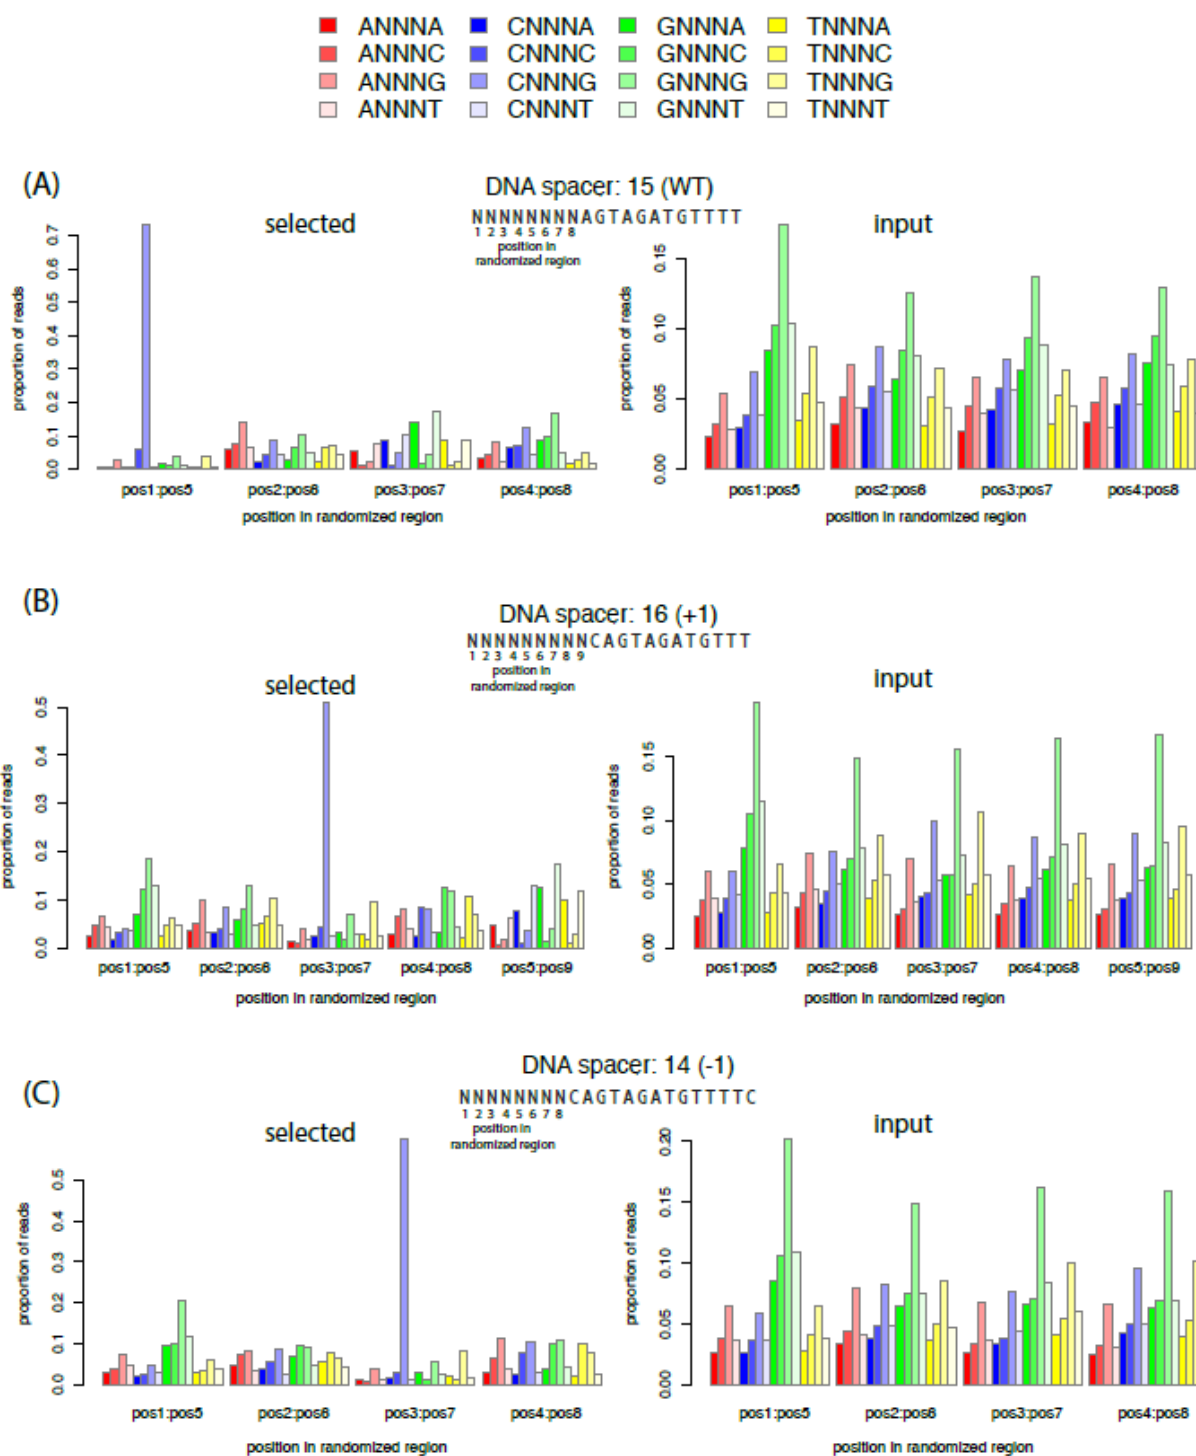 ANNNA CNNNA GNNNA TNNNA
ANNNC CNNNC GNNNC TNNNC
ANNNG CNNNG GNNNG TNNNG
ANNNT CNNNT GNNNT TNNNT
(A)
DNA spacer: 15 (WT)
NNNNNNNNAGTAGATGTTTT
1 2 3 4 5 6 7 8
position in
randomized region
selected
proportion of reads
0.0 0.1 0.2 0.3 0.4 0.5 0.6 0.7
pos1:pos5 pos2:pos6 pos3:pos7 pos4:pos8
position in randomized region
input
proportion of reads
0.00 0.05 0.10 0.15
pos1:pos5 pos2:pos6 pos3:pos7 pos4:pos8
position in randomized region
(B)
DNA spacer: 16 (+1)
NNNNNNNNNCAGTAGATGTTT
1 2 3 4 5 6 7 8 9
position in
randomized region
selected
proportion of reads
0.0 0.1 0.2 0.3 0.4 0.5
pos1:pos5 pos2:pos6 pos3:pos7 pos4:pos8 pos5:pos9
position in randomized region
input
proportion of reads
0.00 0.05 0.10 0.15
pos1:pos5 pos2:pos6 pos3:pos7 pos4:pos8 pos5:pos9
position in randomized region
(C)
DNA spacer: 14 (-1)
NNNNNNNNCAGTAGATGTTTTC
1 2 3 4 5 6 7 8
position in
randomized region
selected
proportion of reads
0.0 0.1 0.2 0.3 0.4 0.5
pos1:pos5 pos2:pos6 pos3:pos7 pos4:pos8
position in randomized region
input
proportion of reads
0.00 0.05 0.10 0.15 0.20
pos1:pos5 pos2:pos6 pos3:pos7 pos4:pos8
position in randomized region